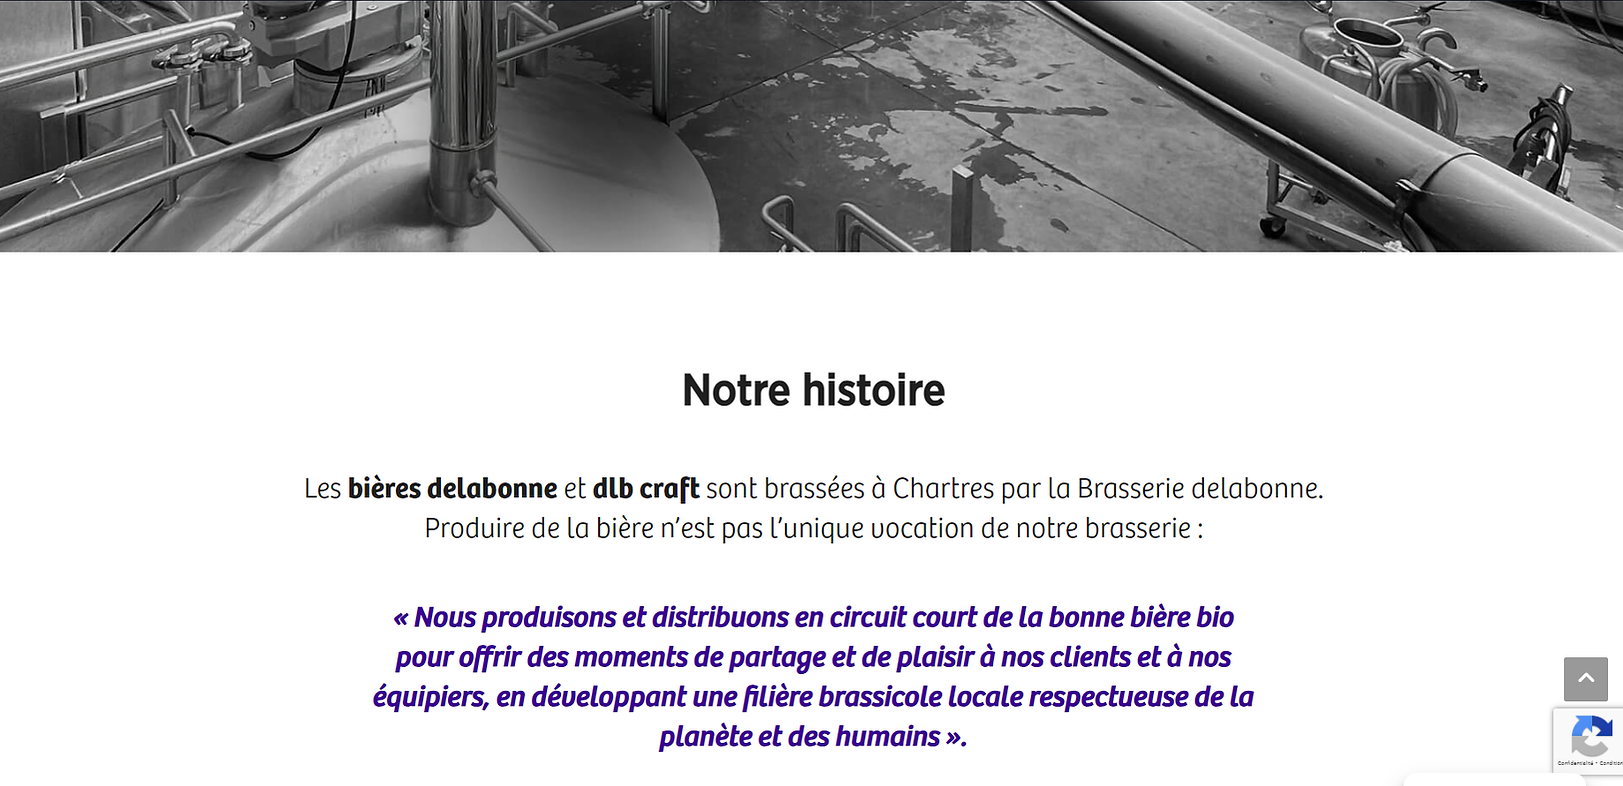 Notre histoire
Les bières delabonne et dlb craft sont brassées à Chartres par la Brasserie delabonne.
Produire de la bière n’est pas l’unique vocation de notre brasserie :
« Nous produisons et distribuons en circuit court de la bonne bière bio
pour offrir des moments de partage et de plaisir à nos clients et à nos
équipiers, en développant une filière brassicole locale respectueuse de la
planète et des humains ».
Confidentialité •